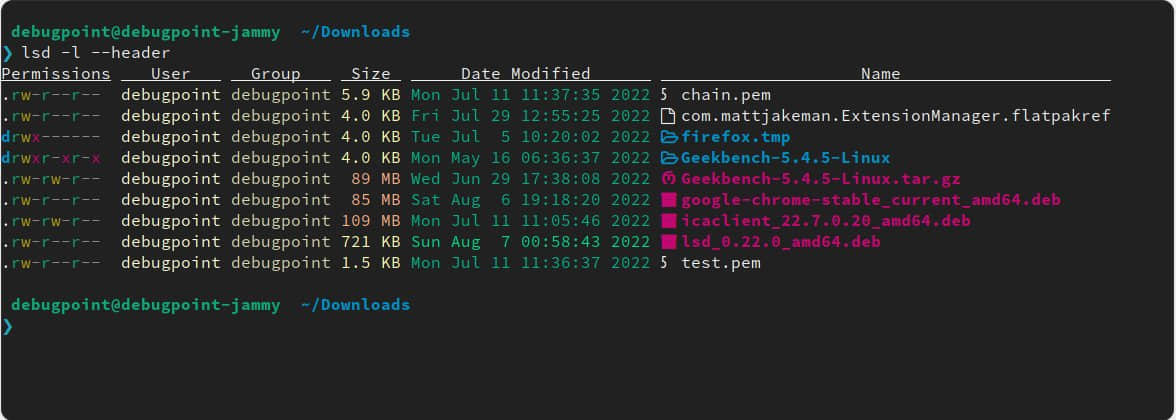 debugpoint@debugpoint-jammy ~/Downloads
❯ lsd -l --header
Permissions User Group Size Date Modified Name
.rw-r--r-- debugpoint debugpoint 5.9 KB Mon Jul 11 11:37:35 2022 chain.pem
.rw-r--r-- debugpoint debugpoint 4.0 KB Fri Jul 29 12:55:25 2022 com.mattjakeman.ExtensionManager.flatpakref
drwx------ debugpoint debugpoint 4.0 KB Tue Jul 5 10:20:02 2022 firefox.tmp
drwxr-xr-x debugpoint debugpoint 4.0 KB Mon May 16 06:36:37 2022 Geekbench-5.4.5-Linux
.rw-rw-r-- debugpoint debugpoint 89 MB Wed Jun 29 17:38:08 2022 Geekbench-5.4.5-Linux.tar.gz
.rw-r--r-- debugpoint debugpoint 85 MB Sat Aug 6 19:18:20 2022 google-chrome-stable_current_amd64.deb
.rw-rw-r-- debugpoint debugpoint 109 MB Mon Jul 11 11:05:46 2022 icaclient_22.7.0.20_amd64.deb
.rw-r--r-- debugpoint debugpoint 721 KB Sun Aug 7 00:58:43 2022 lsd_0.22.0_amd64.deb
.rw-r--r-- debugpoint debugpoint 1.5 KB Mon Jul 11 11:36:37 2022 test.pem
debugpoint@debugpoint-jammy ~/Downloads
❯